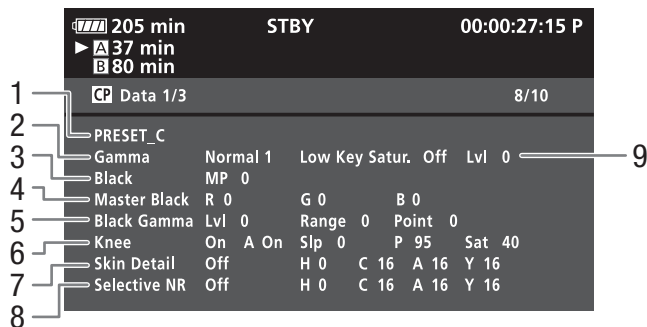 205 min STBY 00:00:27:15 P
A 37 min
B 80 min
CP Data 1/3 8/10
1 PRESET_C
2 Gamma Normal 1 Low Key Satur. Off Lvl 0 9
3 Black MP 0
4 Master Black R 0 G 0 B 0
5 Black Gamma Lvl 0 Range 0 Point 0
6 Knee On A On Slp 0 P 95 Sat 40
7 Skin Detail Off H 0 C 16 A 16 Y 16
8 Selective NR Off H 0 C 16 A 16 Y 16